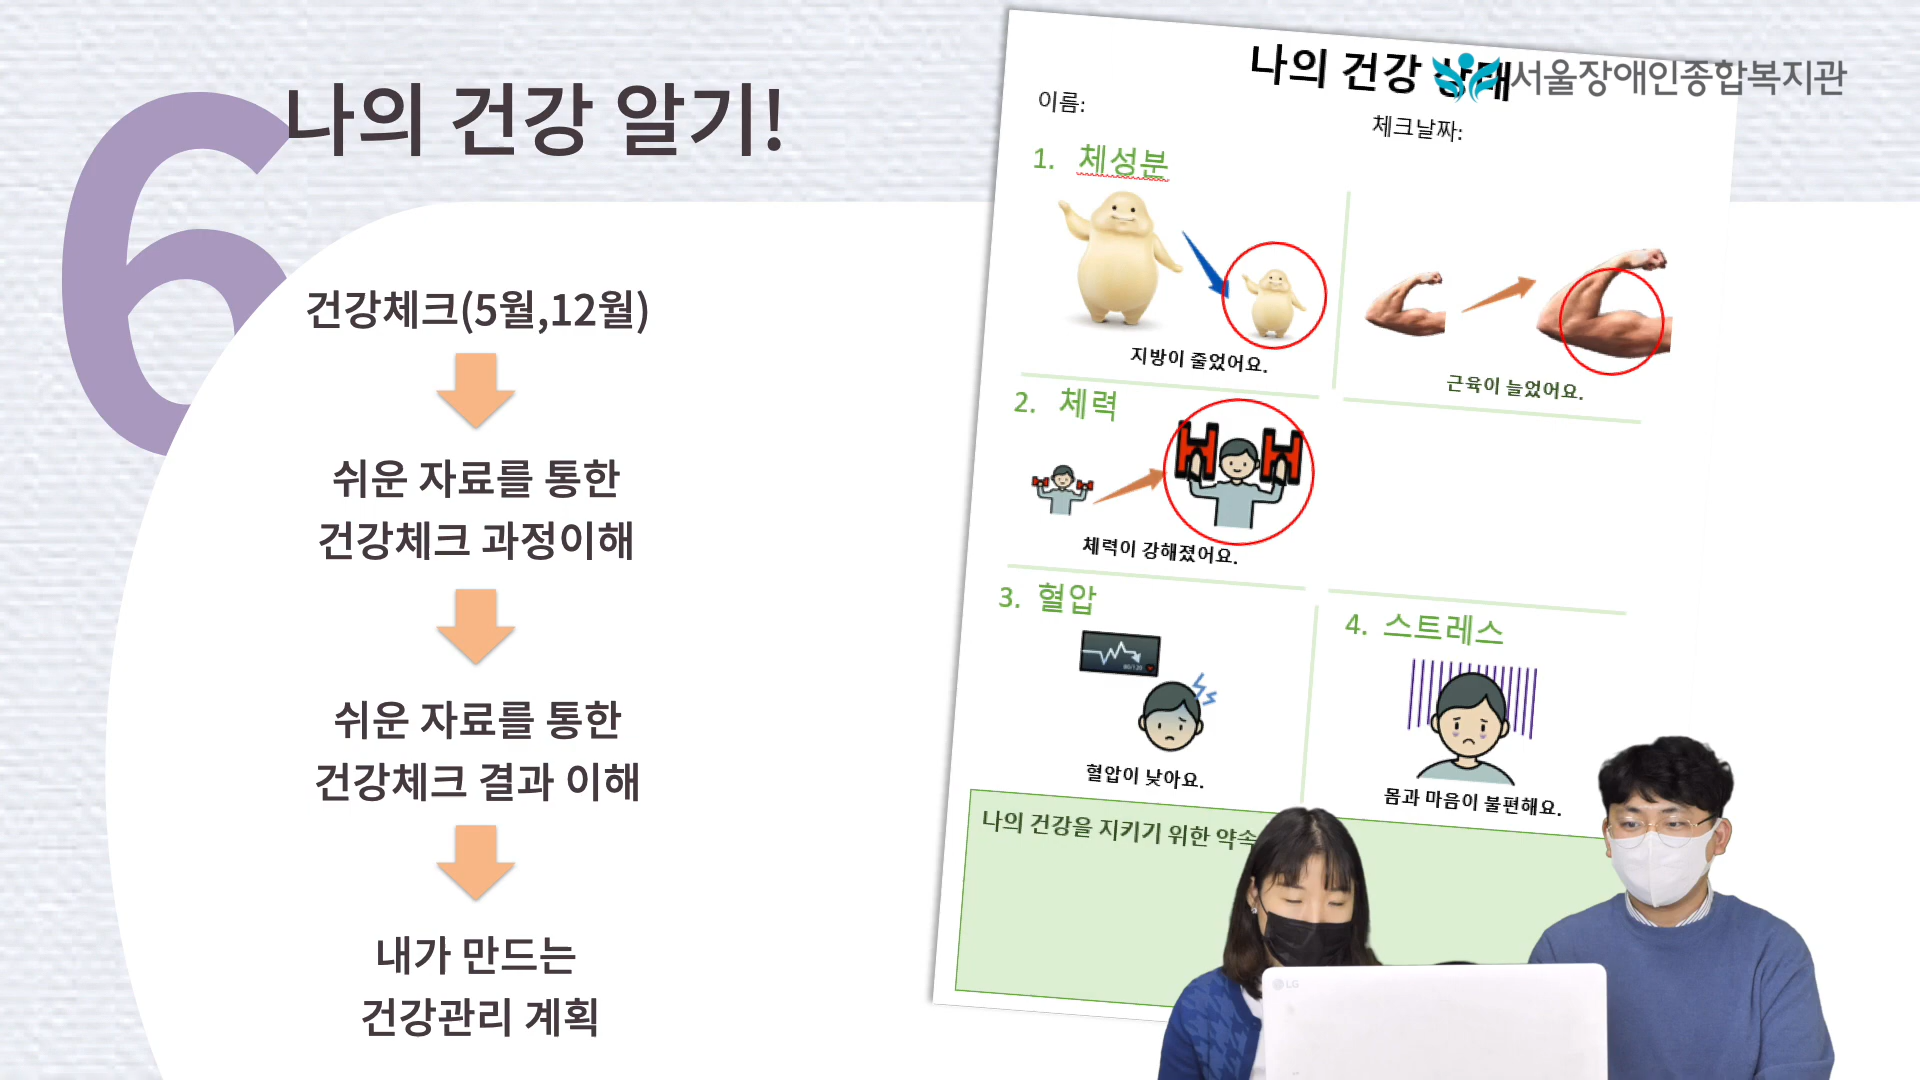 6
나의 건강 알기!
건강체크(5월,12월)
쉬운 자료를 통한
건강체크 과정이해
쉬운 자료를 통한
건강체크 결과 이해
내가 만드는
건강관리 계획
나의 건강 상태
서울장애인종합복지관
이름:
체크날짜:
1. 체성분
지방이 줄었어요.
근육이 늘었어요.
2. 체력
체력이 강해졌어요.
3. 혈압
80/120
혈압이 낮아요.
4. 스트레스
몸과 마음이 불편해요.
나의 건강을 지키기 위한 약속
LG